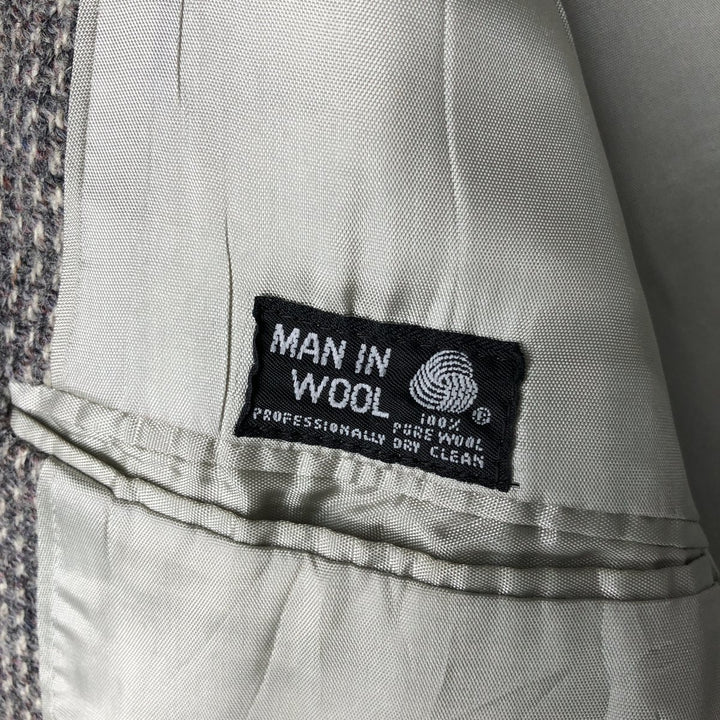 MAN IN
WOOL
®
100%
PURE WOOL
PROFESSIONALLY DRY CLEAN